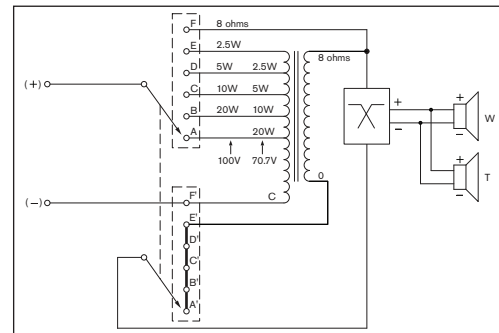 F 8 ohms
E 2.5W 8 ohms
D 5W 2.5W
(+) C 10W 5W
B 20W 10W
A 20W
100V 70.7V
+ + W
− −
+ T
−
0
(−) F' C
E'
D'
C'
B'
A'